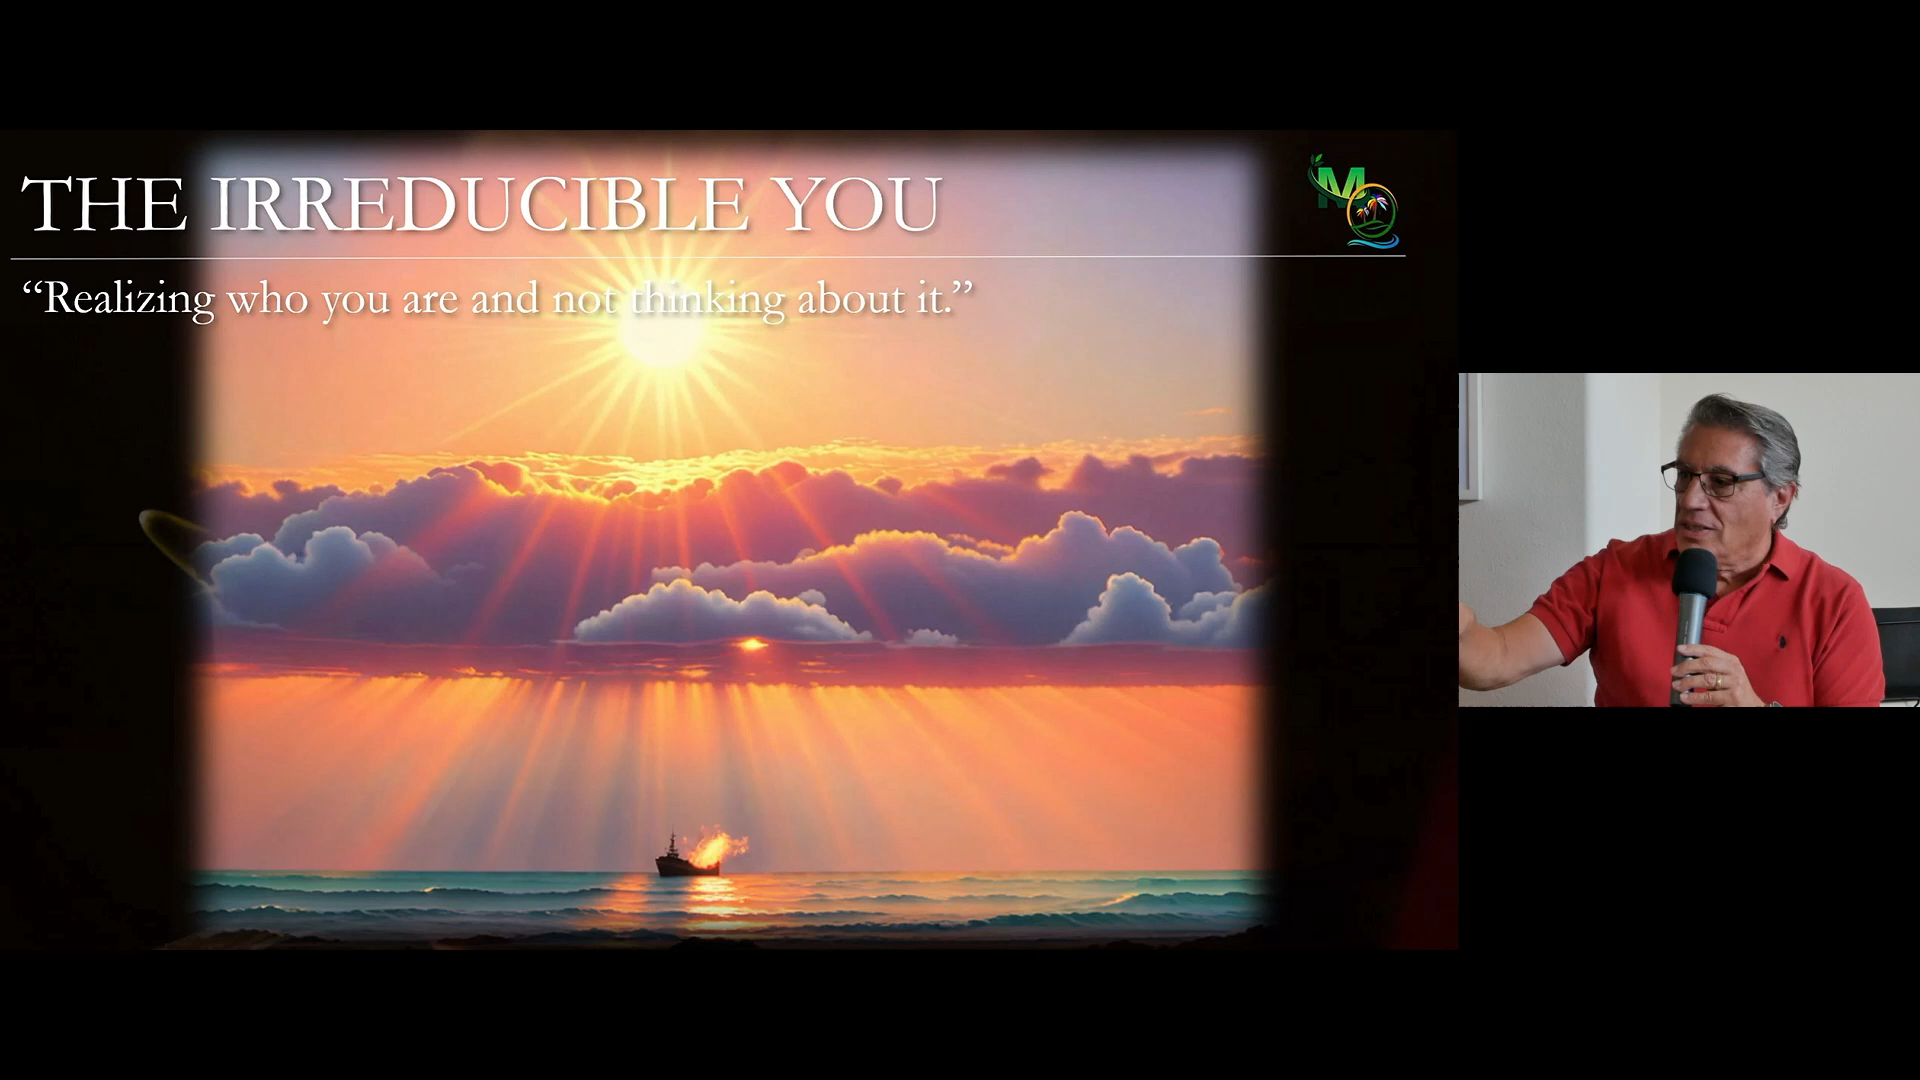 THE IRREDUCIBLE YOU
M
“Realizing who you are and not thinking about it.”